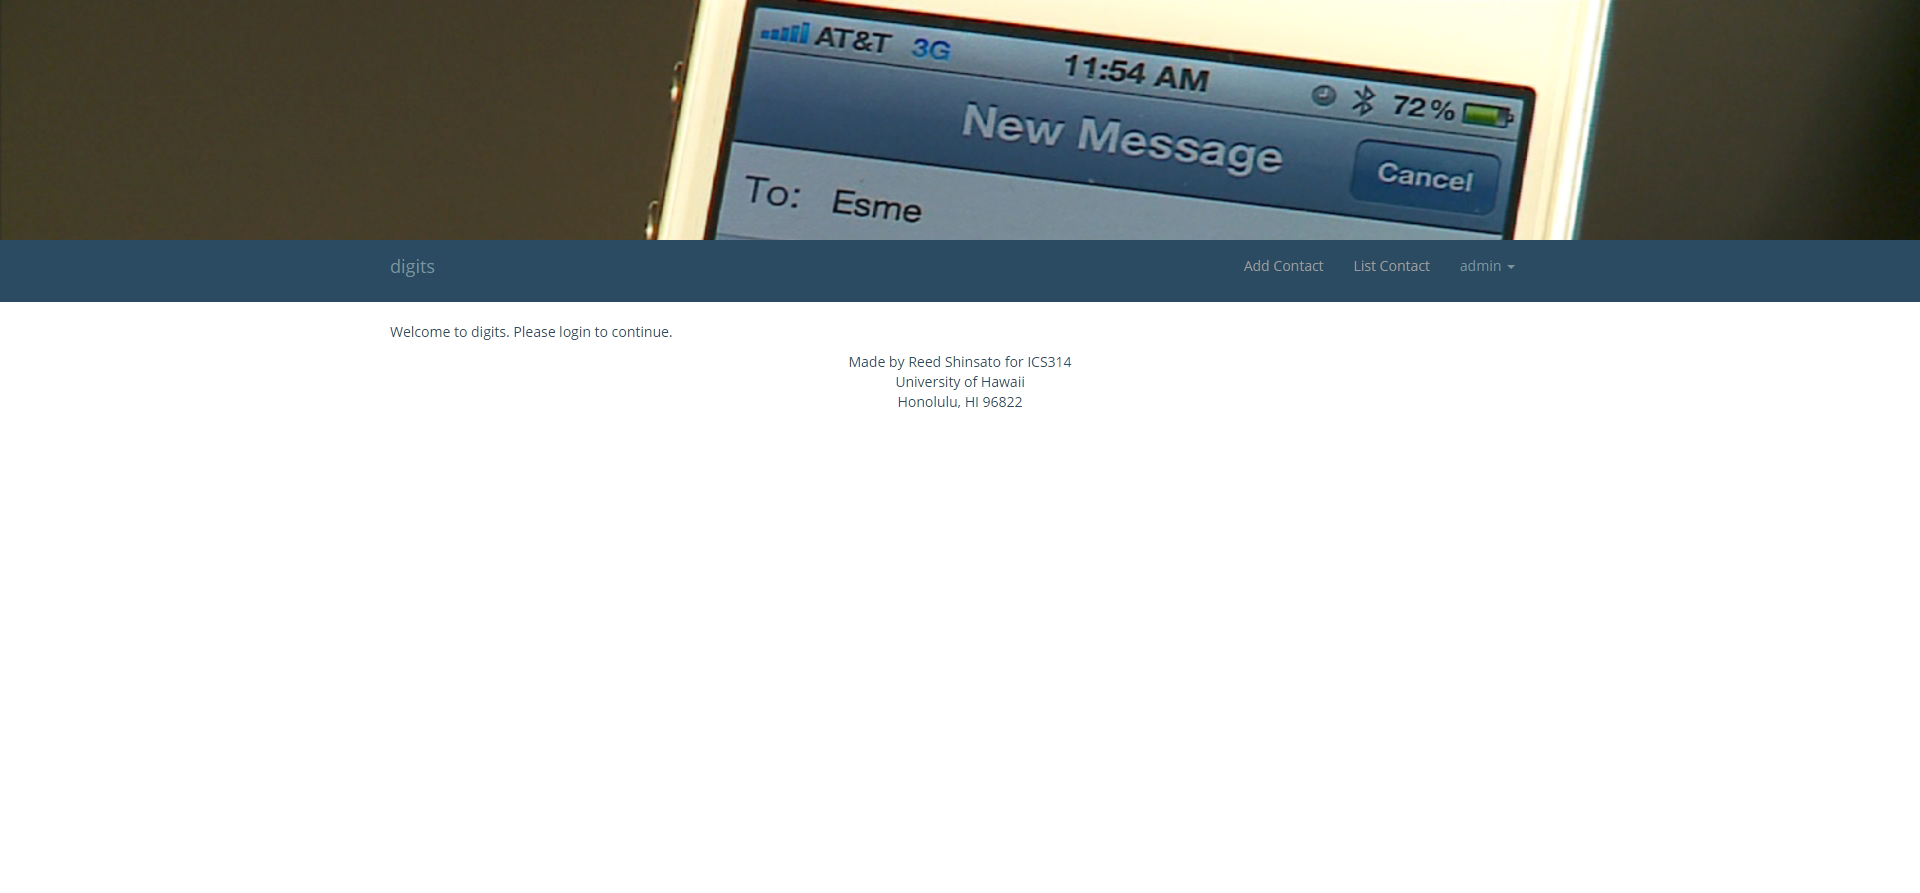 AT&T 3G 11:54 AM 72%
New Message Cancel
To: Esme
digits Add Contact List Contact admin
Welcome to digits. Please login to continue.
Made by Reed Shinsato for ICS314
University of Hawaii
Honolulu, HI 96822